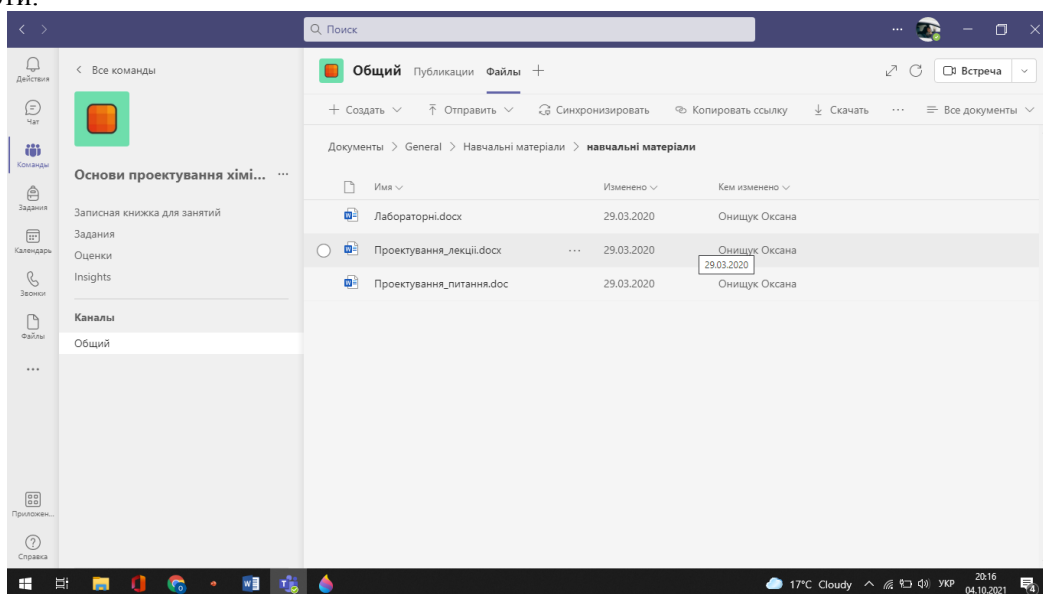 Поиск
Действия
Чат
Команды
Задания
Календарь
Звонки
Файлы
Приложен...
Справка
Все команды
Основи проектування хімі...
Записная книжка для занятий
Задания
Оценки
Insights
Каналы
Общий
Общий Публикации Файлы +
Встреча
+ Создать Отправить Синхронизировать Копировать ссылку Скачать ... Все документы
Документы > General > Навчальні матеріали > навчальні матеріали
Имя Изменено Кем изменено
Лабораторні.docx 29.03.2020 Онищук Оксана
Проектування_лекції.docx ... 29.03.2020 Онищук Оксана
29.03.2020
Проектування_питання.doc 29.03.2020 Онищук Оксана
17°C Cloudy УКР 20:16
04.10.2021
4